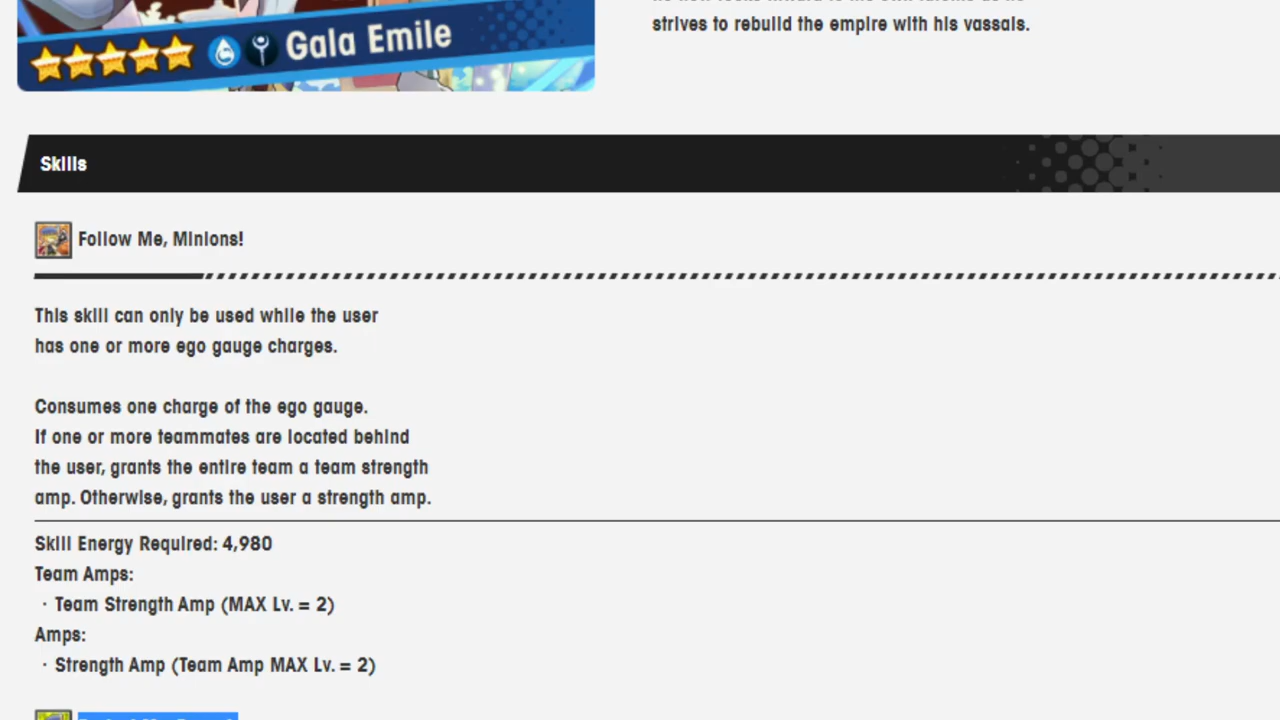 strives to rebuild the empire with his vassals.
Gala Emile
Skills
Follow Me, Minions!
This skill can only be used while the user
has one or more ego gauge charges.
Consumes one charge of the ego gauge.
If one or more teammates are located behind
the user, grants the entire team a team strength
amp. Otherwise, grants the user a strength amp.
Skill Energy Required: 4,980
Team Amps:
· Team Strength Amp (MAX Lv. = 2)
Amps:
· Strength Amp (Team Amp MAX Lv. = 2)